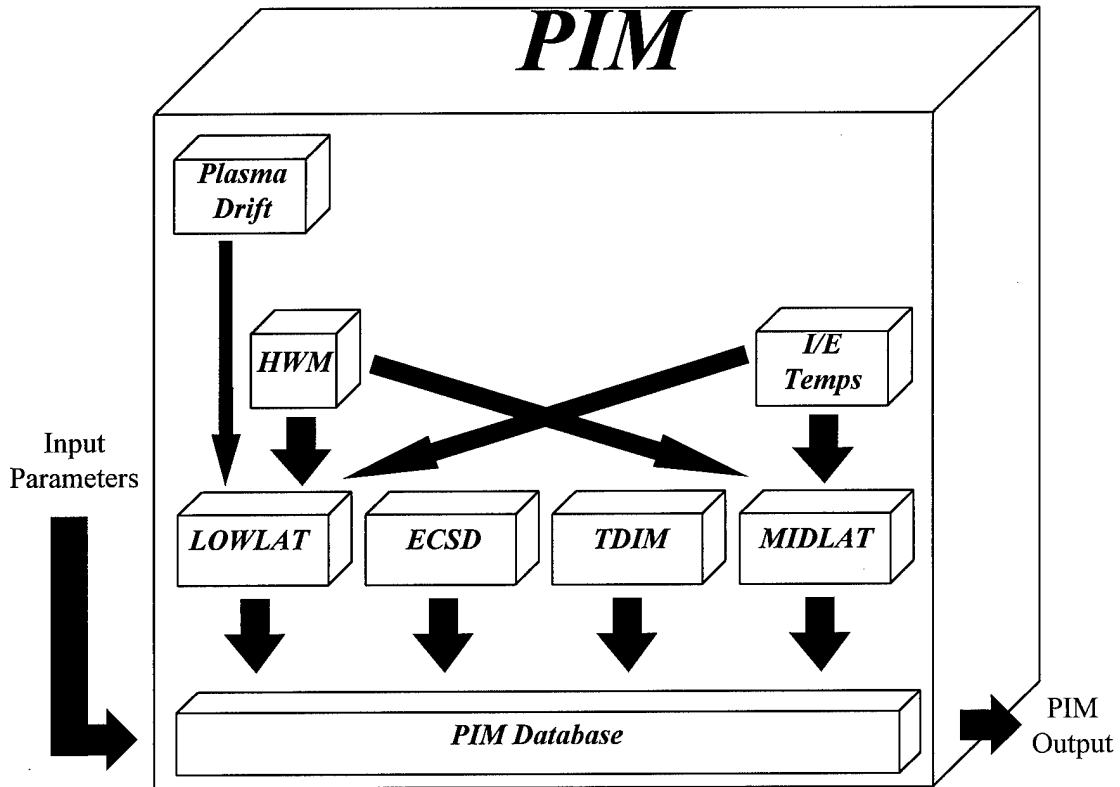 PIM
Plasma
Drift
HWM
I/E
Temps
Input
Parameters
LOWLAT
ECSD
TDIM
MIDLAT
PIM Database
PIM
Output